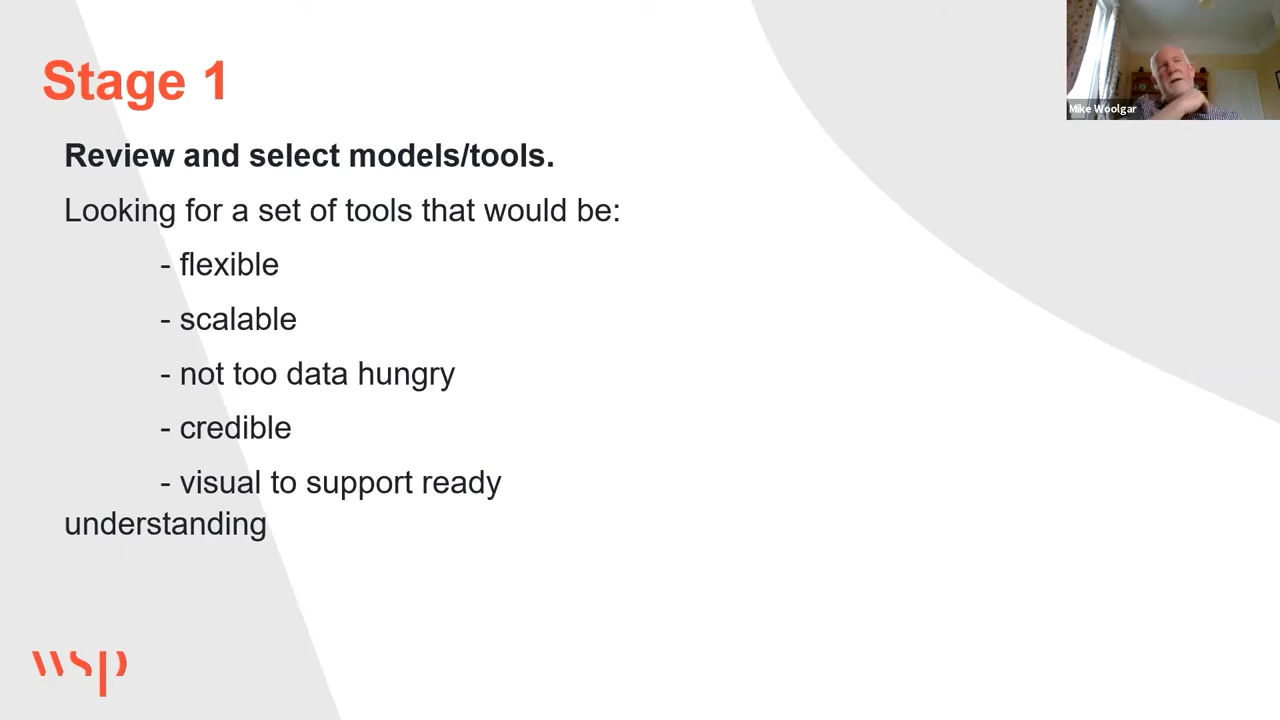 Stage 1
Mike Woolgar
Review and select models/tools.
Looking for a set of tools that would be:
- flexible
- scalable
- not too data hungry
- credible
- visual to support ready
understanding
wsp